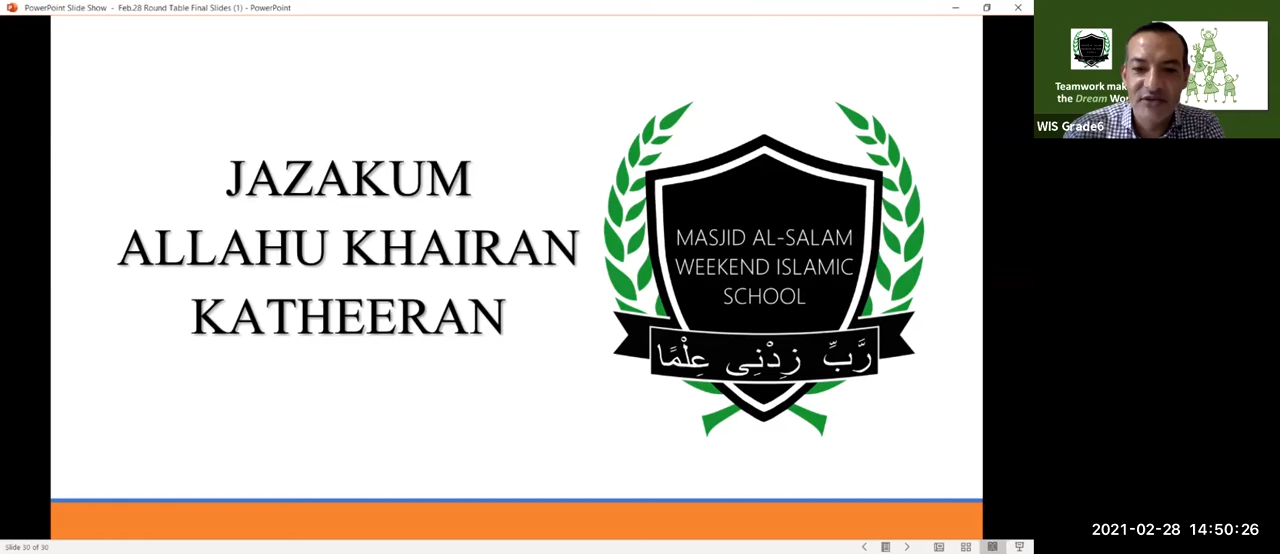 PowerPoint Slide Show - Feb.28 Round Table Final Slides (1) - PowerPoint
JAZAKUM
ALLAHU KHAIRAN
KATHEERAN
MASJID AL-SALAM
WEEKEND ISLAMIC
SCHOOL
رَّبِّ زِدْنِى عِلْمًا
Teamwork mak
the Dream Wo
WIS Grade6
2021-02-28 14:50:26
Slide 30 of 30